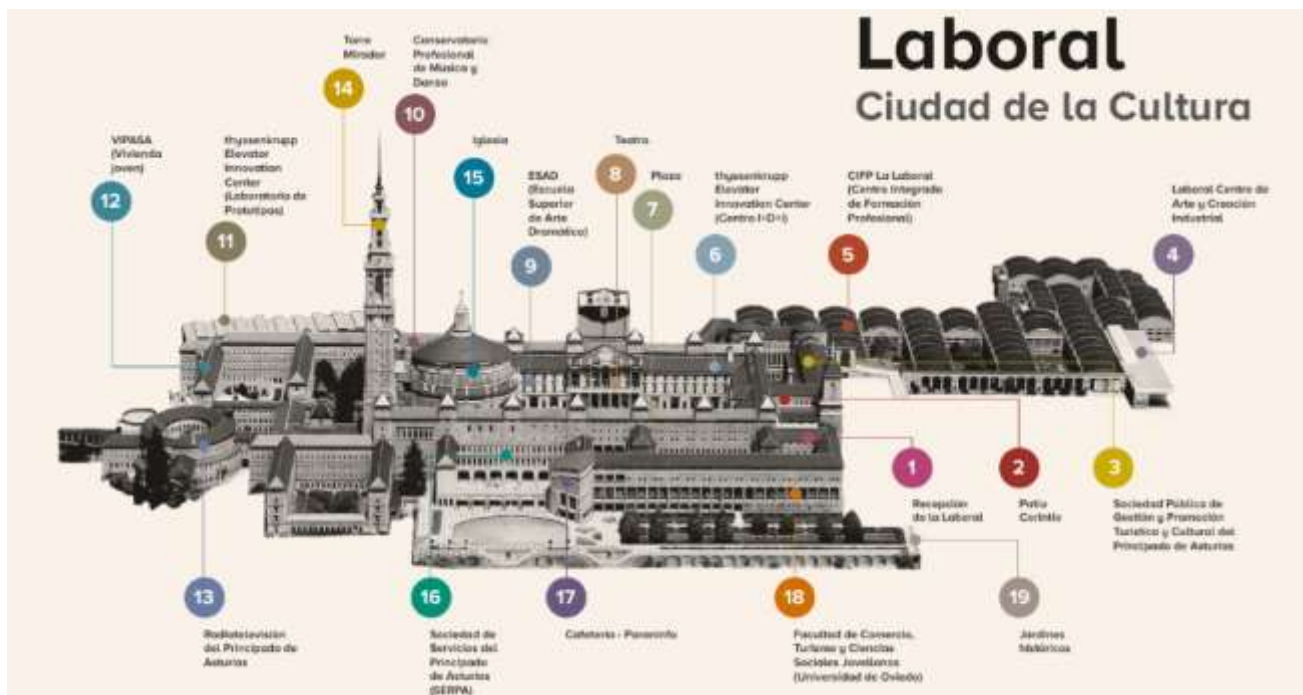 Laboral
Ciudad de la Cultura
Torre
Mirador
14
Conservatorio
Profesional
de Música y
Danza
10
VIPASA
(Vivienda
joven)
12
thyssenkrupp
Elevator
Innovation
Center
(Laboratorio de
Prototipos)
11
Iglesia
15
ESAD
(Escuela
Superior
de Arte
Dramático)
9
Teatro
8
Plaza
7
thyssenkrupp
Elevator
Innovation
Center
(Centro I+D+I)
6
CIFP La Laboral
(Centro Integrado
de Formación
Profesional)
5
Laboral Centro de
Arte y Creación
Industrial
4
1
Recepción
de la Laboral
2
Patio
Corintio
3
Sociedad Pública de
Gestión y Promoción
Turística y Cultural del
Principado de Asturias
13
Radiotelevisión
del Principado de
Asturias
16
Sociedad de
Servicios del
Principado
de Asturias
(SERPA)
17
Cafetería - Paraninfo
18
Facultad de Comercio,
Turismo y Ciencias
Sociales Jovellanos
(Universidad de Oviedo)
19
Jardines
históricos